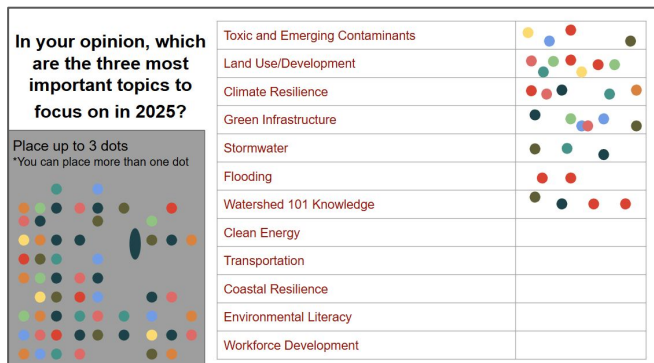 In your opinion, which
are the three most
important topics to
focus on in 2025?
Place up to 3 dots
*You can place more than one dot
Toxic and Emerging Contaminants
Land Use/Development
Climate Resilience
Green Infrastructure
Stormwater
Flooding
Watershed 101 Knowledge
Clean Energy
Transportation
Coastal Resilience
Environmental Literacy
Workforce Development